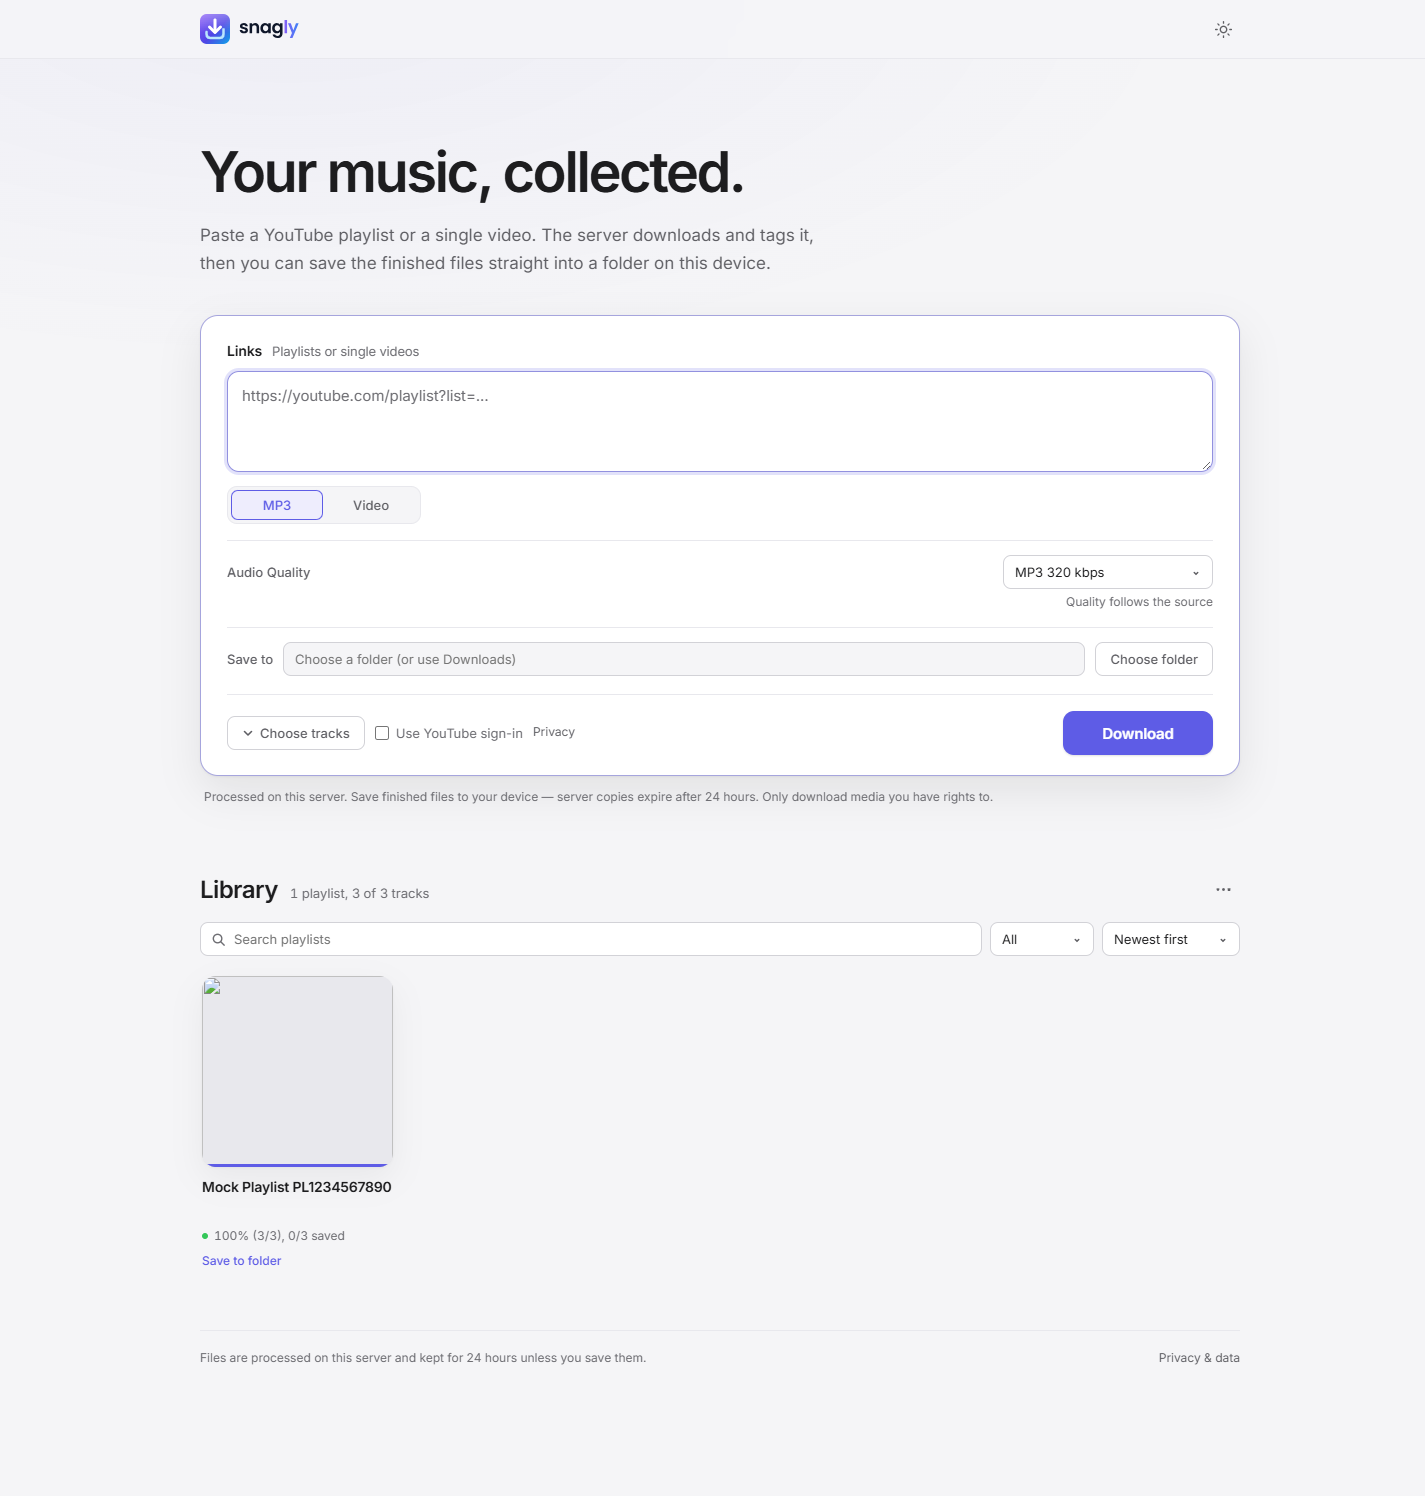 snagly
Your music, collected.
Paste a YouTube playlist or a single video. The server downloads and tags it,
then you can save the finished files straight into a folder on this device.
Links Playlists or single videos
https://youtube.com/playlist?list=...
MP3 Video
Audio Quality MP3 320 kbps
Quality follows the source
Save to Choose a folder (or use Downloads) Choose folder
Choose tracks Use YouTube sign-in Privacy Download
Processed on this server. Save finished files to your device — server copies expire after 24 hours. Only download media you have rights to.
Library 1 playlist, 3 of 3 tracks
Search playlists All Newest first
Mock Playlist PL1234567890
100% (3/3), 0/3 saved
Save to folder
Files are processed on this server and kept for 24 hours unless you save them. Privacy & data